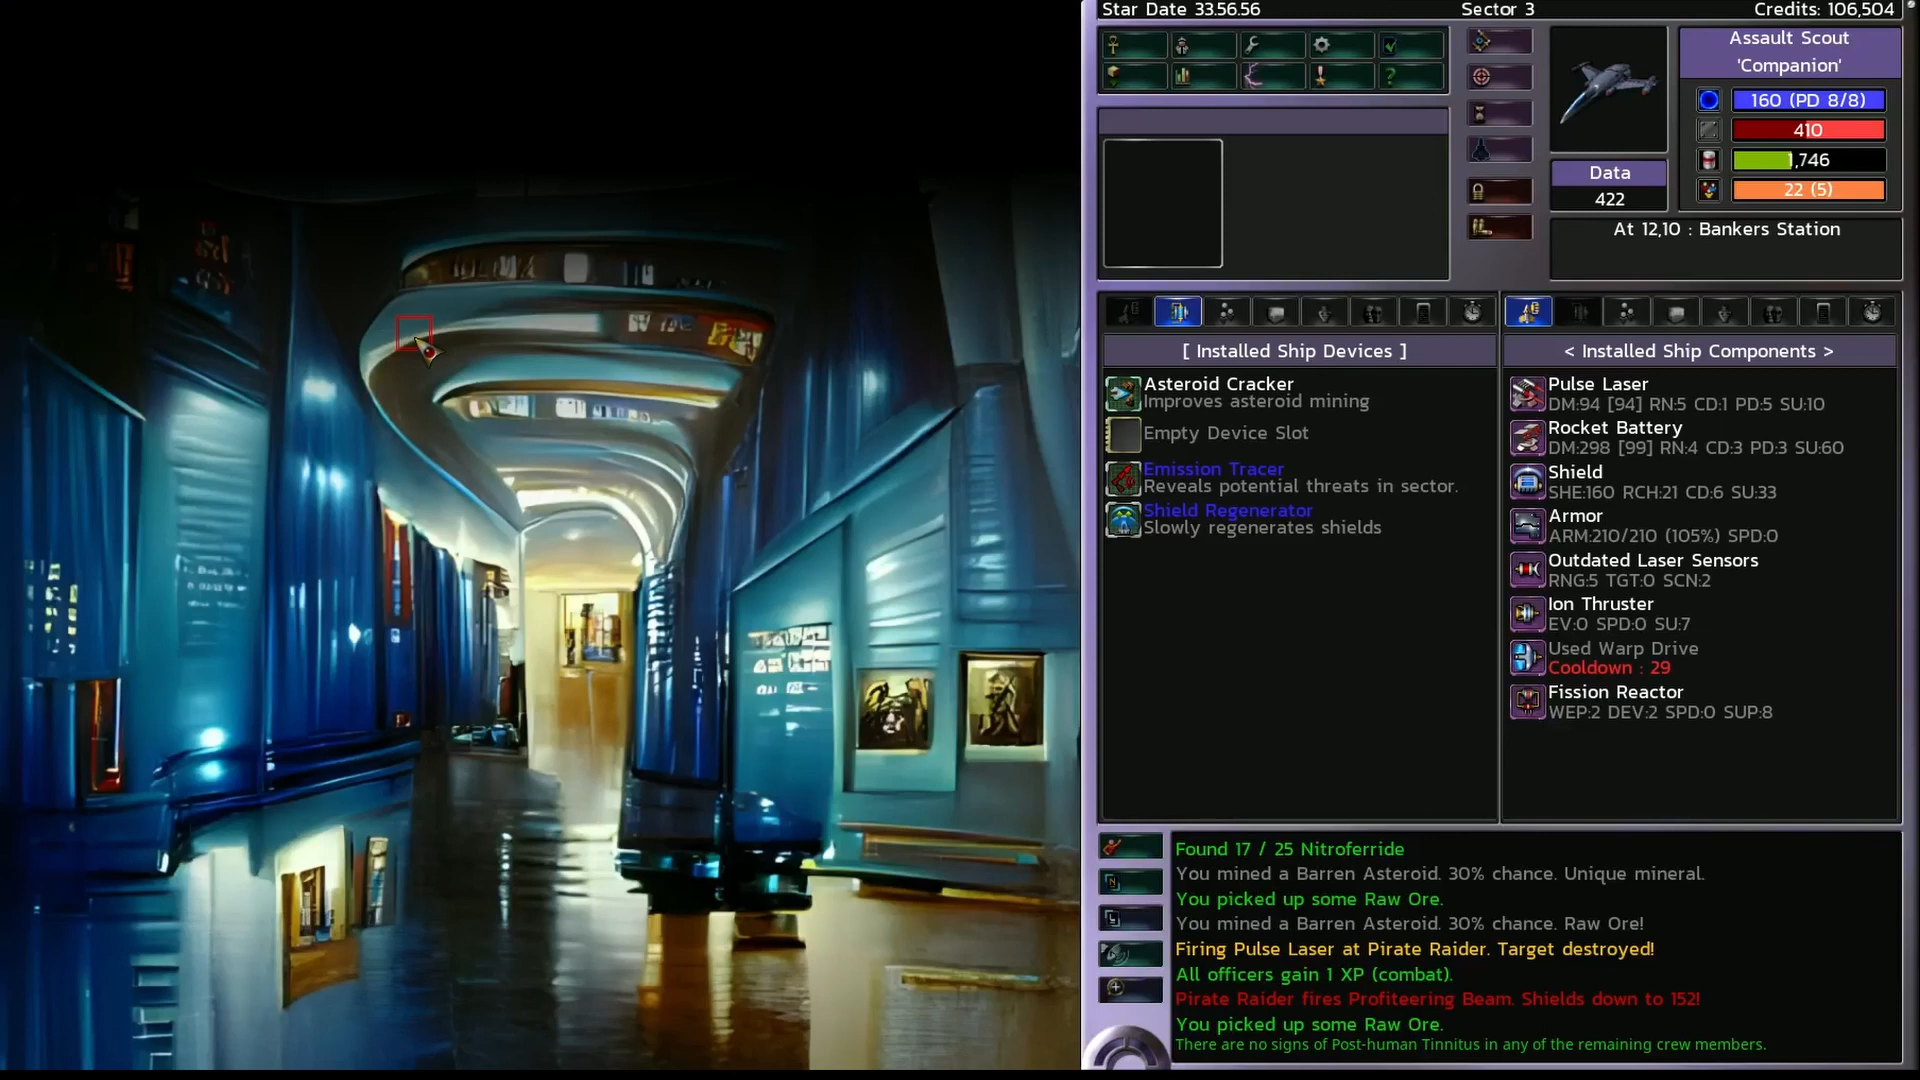 Star Date 33.56.56
Sector 3
Credits: 106,504
Assault Scout
'Companion'
160 (PD 8/8)
410
1,746
22 (5)
Data
422
At 12,10 : Bankers Station
[ Installed Ship Devices ]
Asteroid Cracker
Improves asteroid mining
Empty Device Slot
Emission Tracer
Reveals potential threats in sector.
Shield Regenerator
Slowly regenerates shields
< Installed Ship Components >
Pulse Laser
DM:94 [94] RN:5 CD:1 PD:5 SU:10
Rocket Battery
DM:298 [99] RN:4 CD:3 PD:3 SU:60
Shield
SHE:160 RCH:21 CD:6 SU:33
Armor
ARM:210/210 (105%) SPD:0
Outdated Laser Sensors
RNG:5 TGT:0 SCN:2
Ion Thruster
EV:0 SPD:0 SU:7
Used Warp Drive
Cooldown : 29
Fission Reactor
WEP:2 DEV:2 SPD:0 SUP:8
Found 17 / 25 Nitroferride
You mined a Barren Asteroid. 30% chance. Unique mineral.
You picked up some Raw Ore.
You mined a Barren Asteroid. 30% chance. Raw Ore!
Firing Pulse Laser at Pirate Raider. Target destroyed!
All officers gain 1 XP (combat).
Pirate Raider fires Profiteering Beam. Shields down to 152!
You picked up some Raw Ore.
There are no signs of Post-human Tinnitus in any of the remaining crew members.